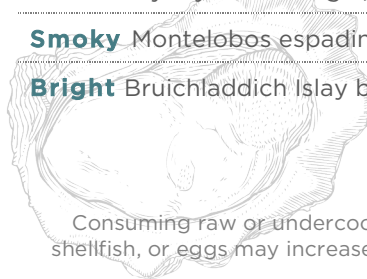 Smoky Montelobos espadin
Bright Bruichladdich Islay b
Consuming raw or undercoo
shellfish, or eggs may increase